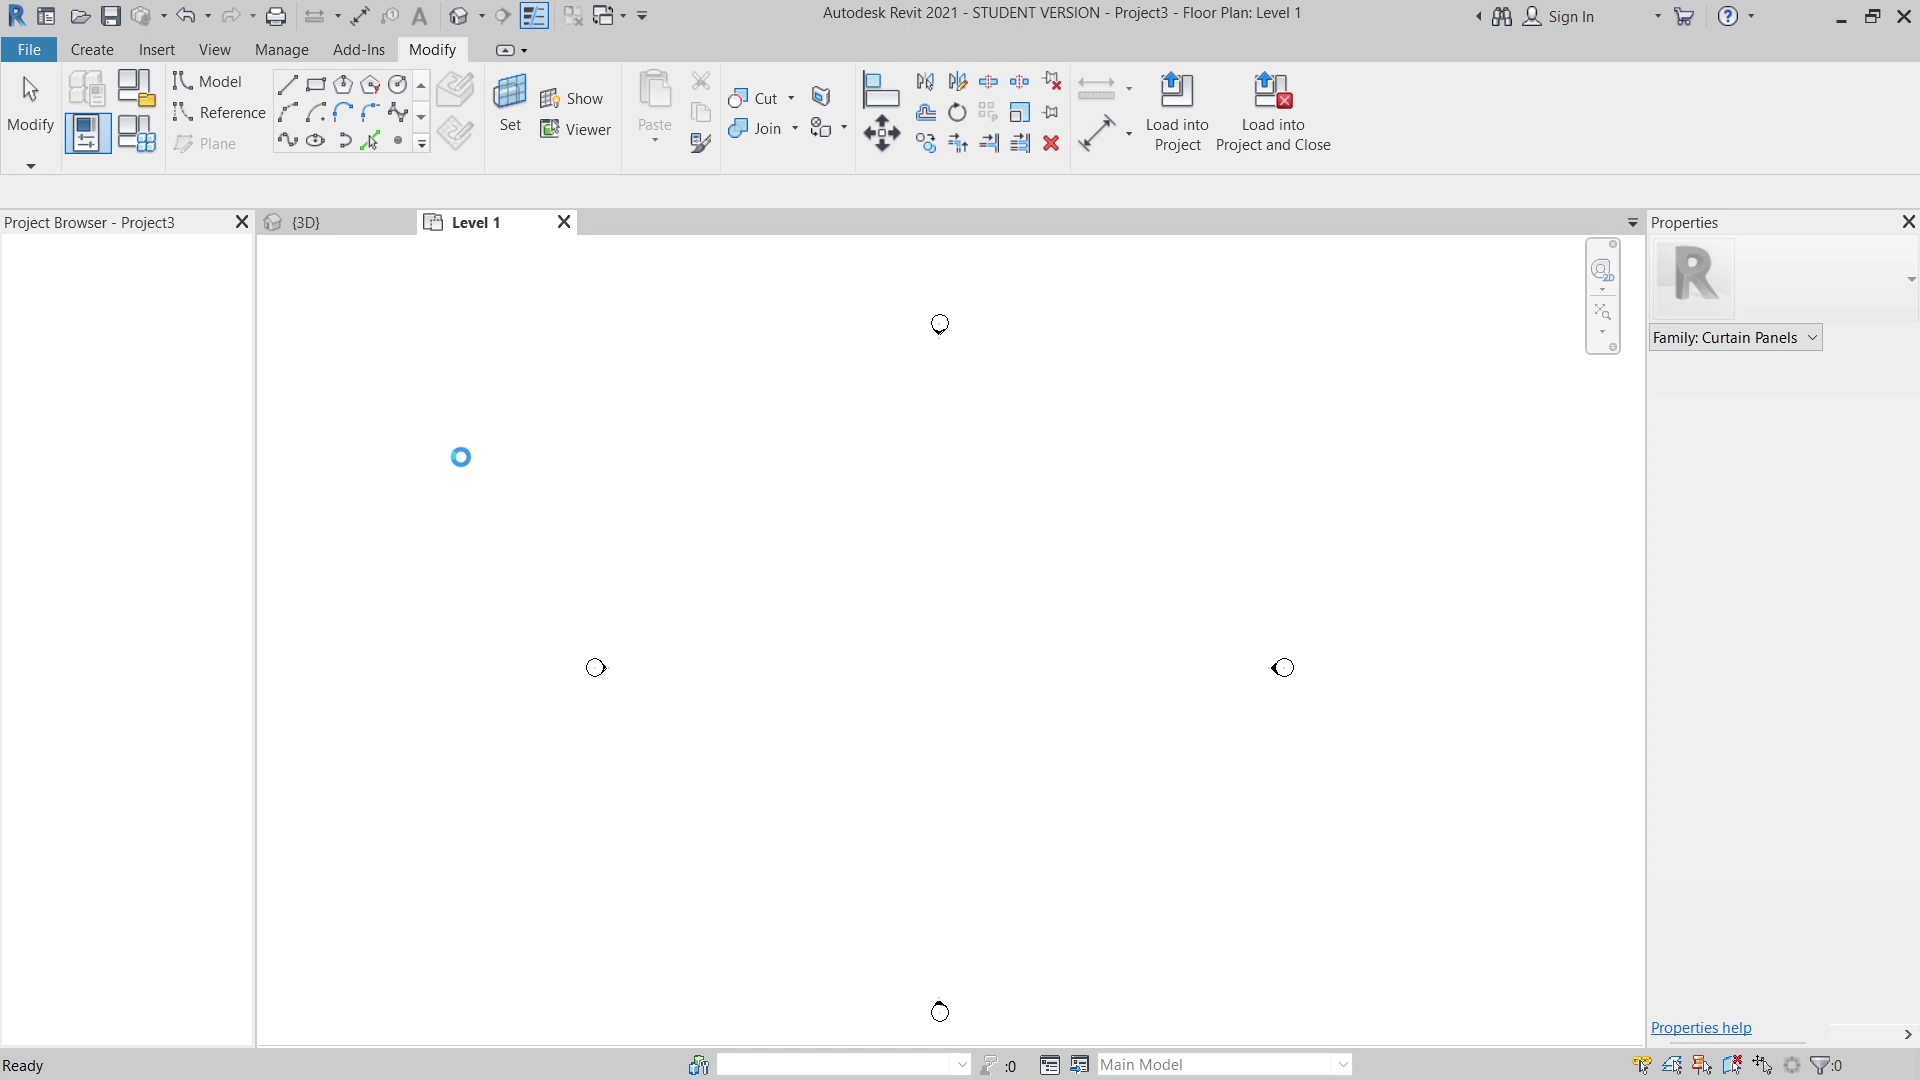 Autodesk Revit 2021 - STUDENT VERSION - Project3 - Floor Plan: Level 1
Sign In
File Create Insert View Manage Add-Ins Modify
Modify
Model
Reference
Plane
Set
Show
Viewer
Paste
Cut
Join
Load into
Project
Load into
Project and Close
Project Browser - Project3
{3D}
Level 1
Properties
2D
Family: Curtain Panels
Properties help
Ready
:0
Main Model
:0